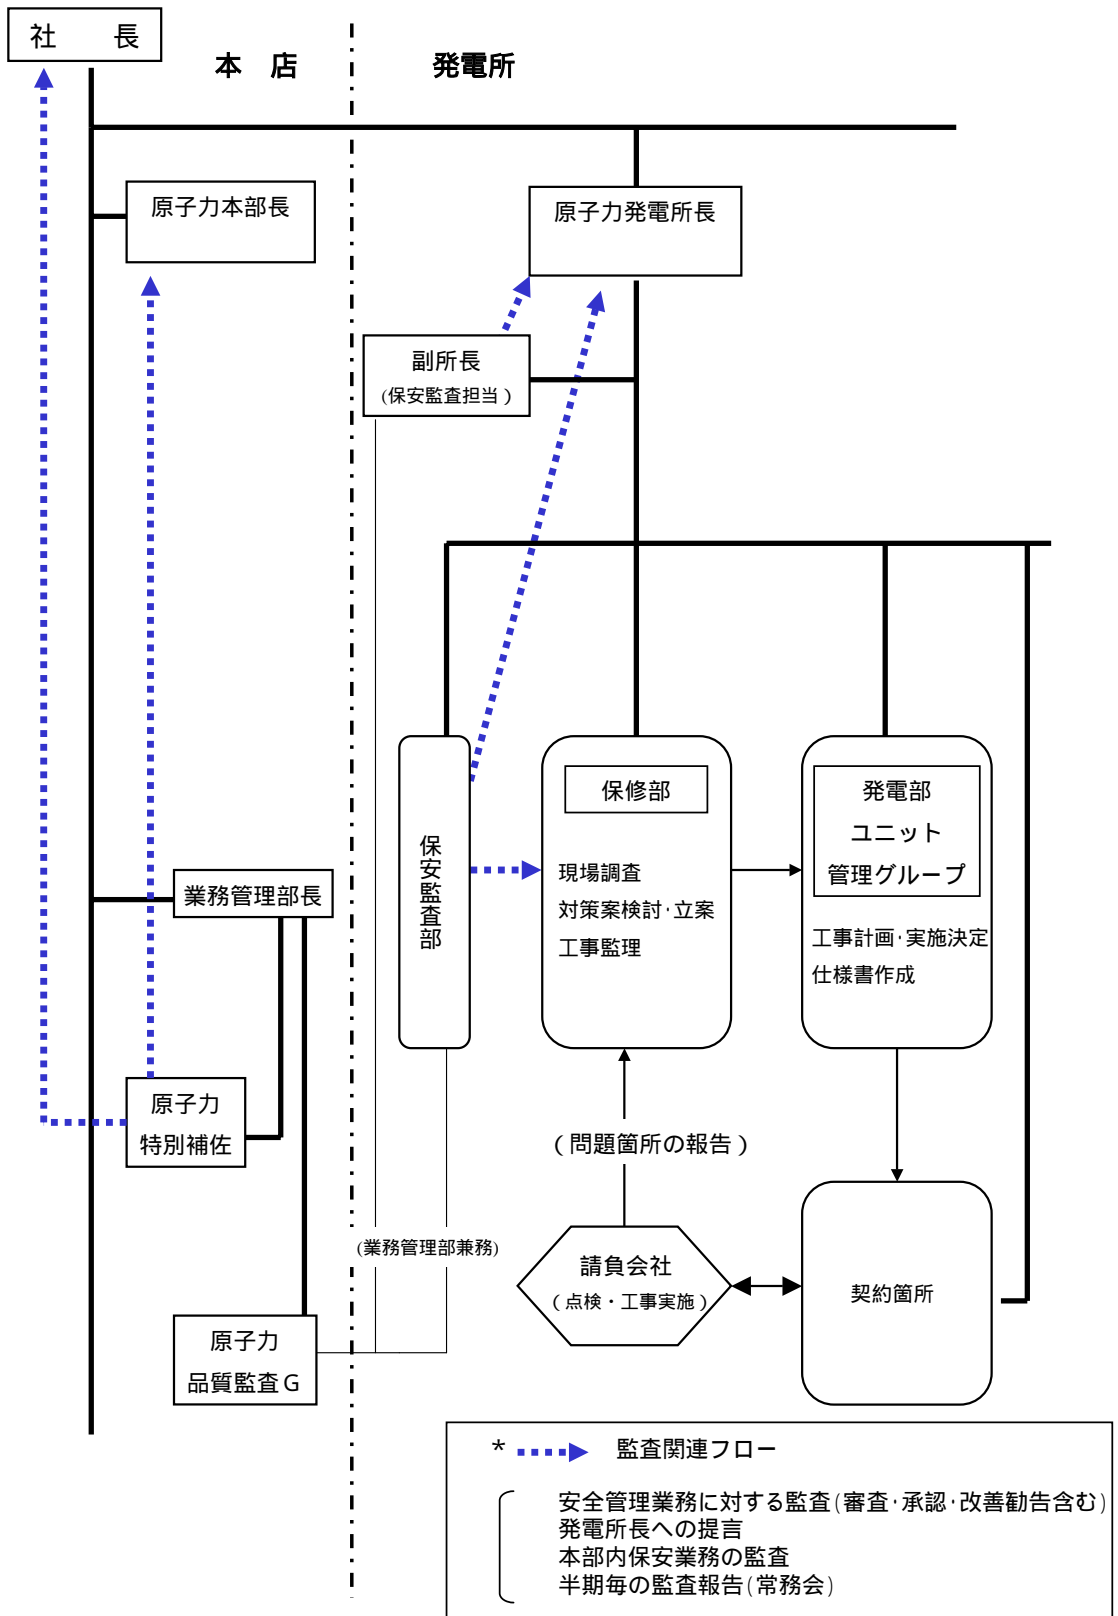 社　　長
本　店
発電所
原子力本部長
原子力発電所長
副所長
(保安監査担当)
保安監査部
保修部
現場調査
対策案検討･立案
工事監理
発電部
ユニット
管理グループ
工事計画･実施決定
仕様書作成
業務管理部長
原子力
特別補佐
(問題箇所の報告)
(業務管理部兼務)
請負会社
(点検・工事実施)
契約箇所
原子力
品質監査G
* 監査関連フロー
安全管理業務に対する監査(審査･承認･改善勧告含む)
発電所長への提言
本部内保安業務の監査
半期毎の監査報告(常務会)